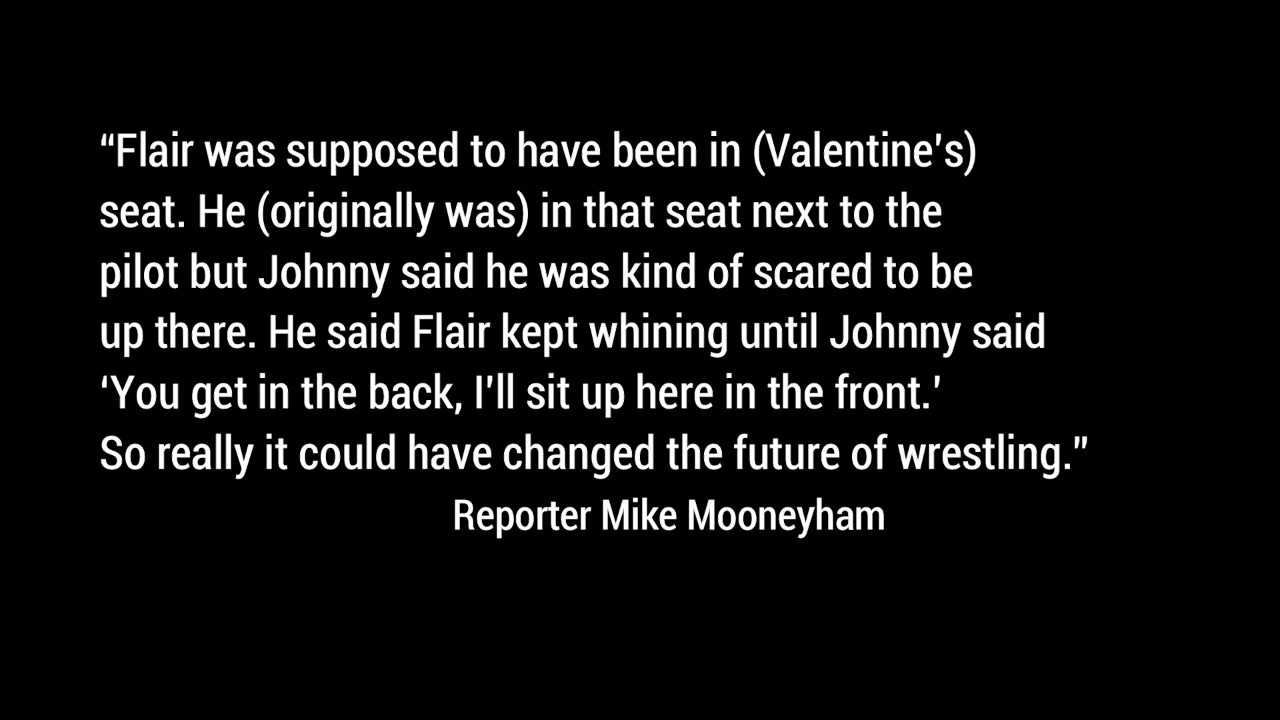 “Flair was supposed to have been in (Valentine's)
seat. He (originally was) in that seat next to the
pilot but Johnny said he was kind of scared to be
up there. He said Flair kept whining until Johnny said
‘You get in the back, I'll sit up here in the front.’
So really it could have changed the future of wrestling.”
Reporter Mike Mooneyham